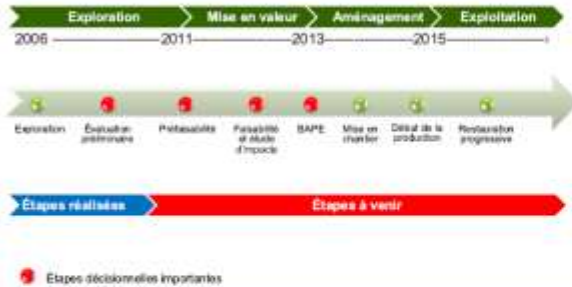 Exploration Mise en valeur Aménagement Exploitation
2006 2011 2013 2015
Exploration Évaluation préliminaire Préfaisabilité Faisabilité et étude d'impacts BAPE Mise en chantier Début de la production Restauration progressive
Étapes réalisées Étapes à venir
Étapes décisionnelles importantes